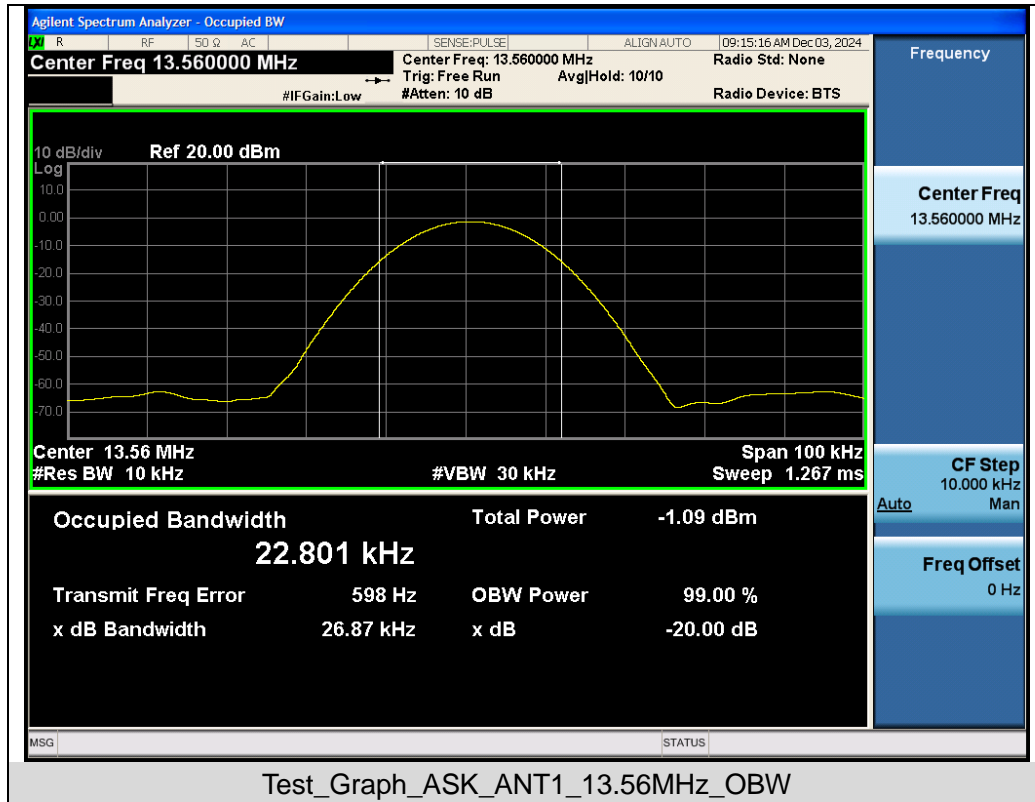 Agilent Spectrum Analyzer - Occupied BW
LXI R RF 50 Ω AC SENSE:PULSE ALIGN AUTO 09:15:16 AM Dec 03, 2024
Center Freq 13.560000 MHz
Center Freq: 13.560000 MHz
Radio Std: None
Trig: Free Run Avg|Hold: 10/10
#IFGain:Low
#Atten: 10 dB
Radio Device: BTS
10 dB/div Ref 20.00 dBm
Log
10.0
0.00
-10.0
-20.0
-30.0
-40.0
-50.0
-60.0
-70.0
Center 13.56 MHz Span 100 kHz
#Res BW 10 kHz #VBW 30 kHz Sweep 1.267 ms
Occupied Bandwidth Total Power -1.09 dBm
22.801 kHz
Transmit Freq Error 598 Hz OBW Power 99.00 %
x dB Bandwidth 26.87 kHz x dB -20.00 dB
Frequency
Center Freq
13.560000 MHz
CF Step
10.000 kHz
Auto Man
Freq Offset
0 Hz
MSG STATUS
Test_Graph_ASK_ANT1_13.56MHz_OBW